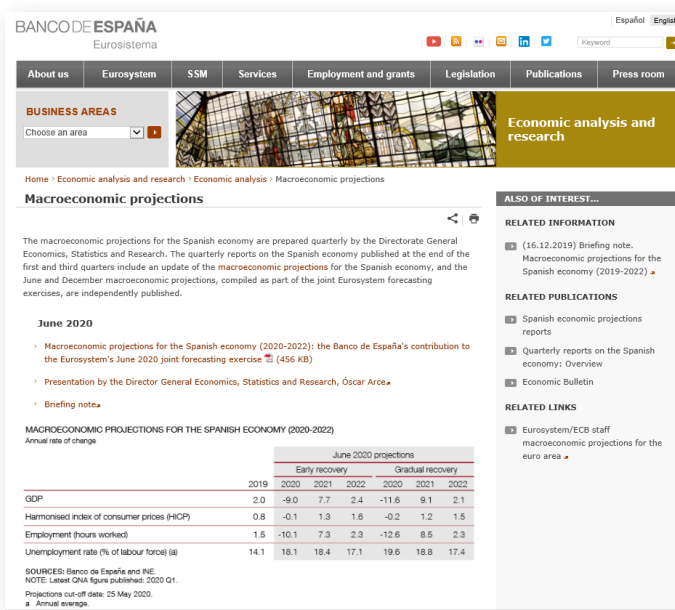 Español English
BANCO DE ESPAÑA
Eurosistema
Keyword
About us Eurosystem SSM Services Employment and grants Legislation Publications Press room
BUSINESS AREAS
Choose an area
Economic analysis and
research
Home › Economic analysis and research › Economic analysis › Macroeconomic projections
Macroeconomic projections
The macroeconomic projections for the Spanish economy are prepared quarterly by the Directorate General
Economics, Statistics and Research. The quarterly reports on the Spanish economy published at the end of the
first and third quarters include an update of the macroeconomic projections for the Spanish economy, and the
June and December macroeconomic projections, compiled as part of the joint Eurosystem forecasting
exercises, are independently published.
June 2020
Macroeconomic projections for the Spanish economy (2020-2022): the Banco de España's contribution to
the Eurosystem's June 2020 joint forecasting exercise (456 KB)
Presentation by the Director General Economics, Statistics and Research, Óscar Arce
Briefing note
MACROECONOMIC PROJECTIONS FOR THE SPANISH ECONOMY (2020-2022)
Annual rate of change
June 2020 projections
Early recovery Gradual recovery
2019 2020 2021 2022 2020 2021 2022
GDP 2.0 -9.0 7.7 2.4 -11.6 9.1 2.1
Harmonised index of consumer prices (HICP) 0.8 -0.1 1.3 1.6 -0.2 1.2 1.5
Employment (hours worked) 1.5 -10.1 7.3 2.3 -12.6 8.5 2.3
Unemployment rate (% of labour force) (a) 14.1 18.1 18.4 17.1 19.6 18.8 17.4
SOURCES: Banco de España and INE.
NOTE: Latest QNA figure published: 2020 Q1.
Projections cut-off date: 25 May 2020.
a Annual average.
ALSO OF INTEREST...
RELATED INFORMATION
(16.12.2019) Briefing note.
Macroeconomic projections for the
Spanish economy (2019-2022)
RELATED PUBLICATIONS
Spanish economic projections
reports
Quarterly reports on the Spanish
economy: Overview
Economic Bulletin
RELATED LINKS
Eurosystem/ECB staff
macroeconomic projections for the
euro area